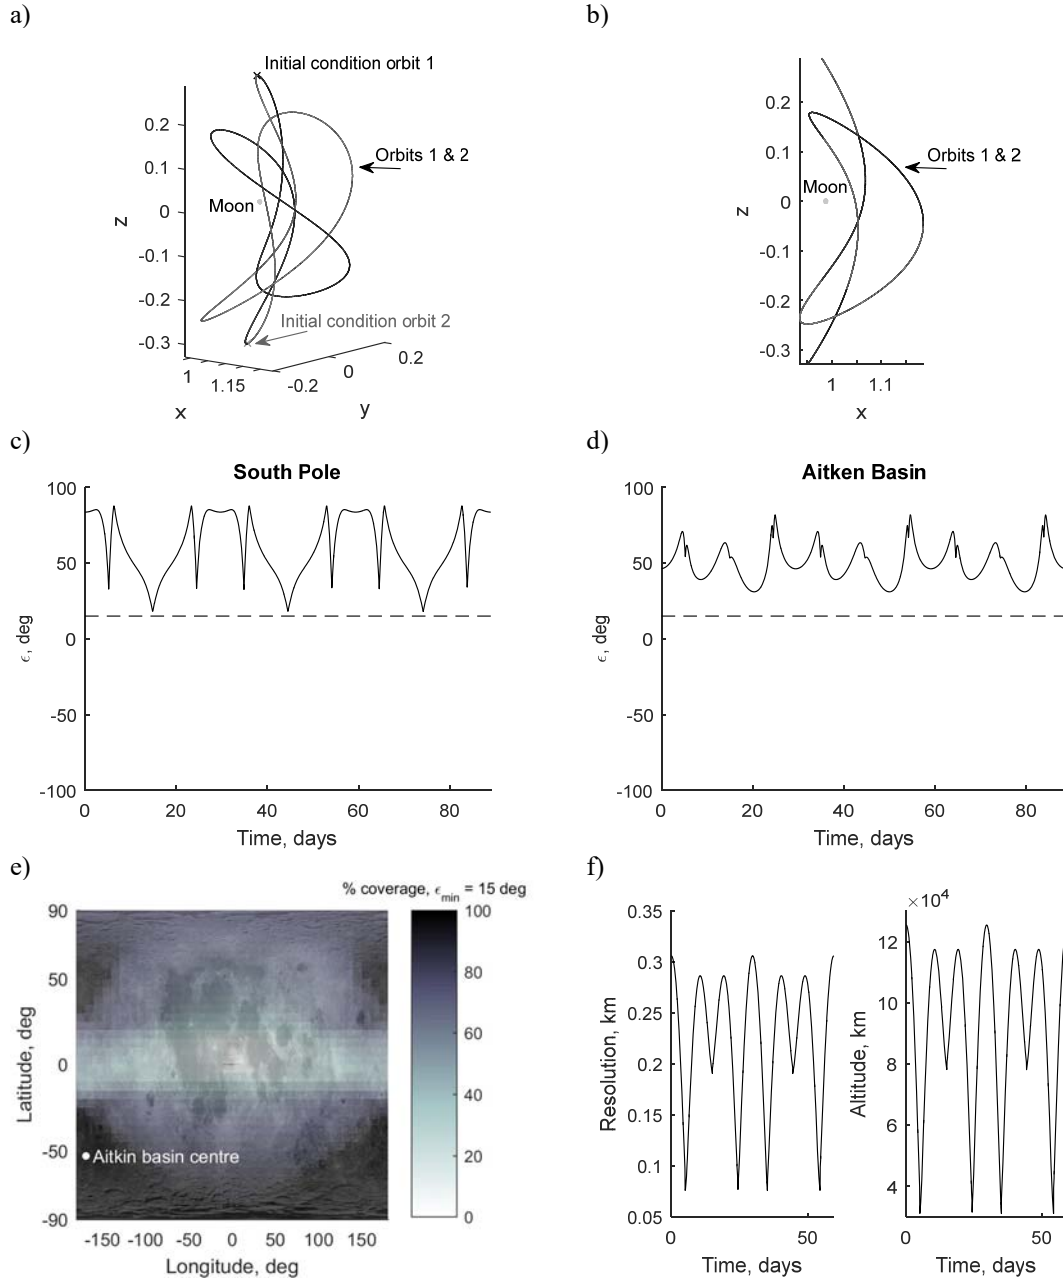 a)
Initial condition orbit 1
0.2
0.1
0
-0.1
-0.2
-0.3
z
Moon
Orbits 1 & 2
Initial condition orbit 2
1
1.15
x
-0.2
0
0.2
y
b)
0.2
0.1
0
-0.1
-0.2
-0.3
z
Moon
Orbits 1 & 2
1
1.1
x
c)
South Pole
100
50
0
-50
-100
ϵ, deg
0
20
40
60
80
Time, days
d)
Aitken Basin
100
50
0
-50
-100
ϵ, deg
0
20
40
60
80
Time, days
e)
% coverage, ϵmin = 15 deg
90
50
0
-50
-90
Latitude, deg
Aitkin basin centre
-150 -100 -50 0 50 100 150
Longitude, deg
100
80
60
40
20
0
f)
0.35
0.3
0.25
0.2
0.15
0.1
0.05
Resolution, km
0
50
Time, days
×10⁴
12
10
8
6
4
Altitude, km
0
50
Time, days